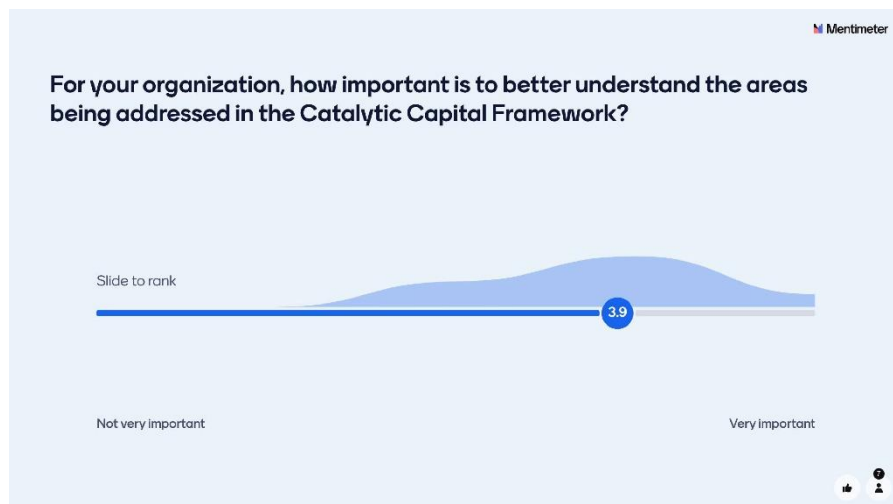 Mentimeter
For your organization, how important is to better understand the areas
being addressed in the Catalytic Capital Framework?
Slide to rank
3.9
Not very important
Very important
7